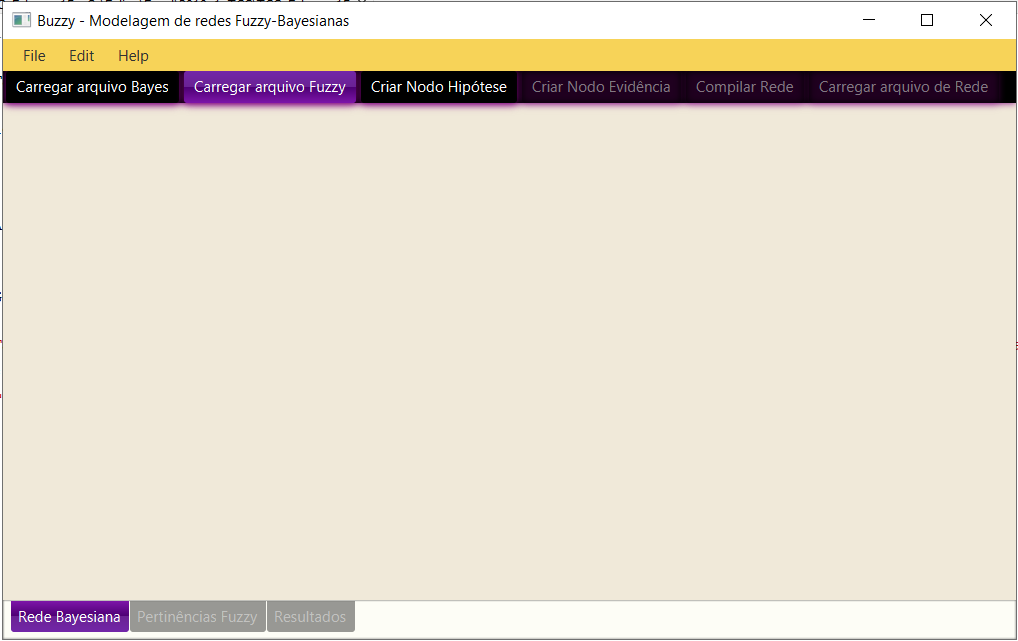 Buzzy - Modelagem de redes Fuzzy-Bayesianas
File Edit Help
Carregar arquivo Bayes Carregar arquivo Fuzzy Criar Nodo Hipótese Criar Nodo Evidência Compilar Rede Carregar arquivo de Rede
Rede Bayesiana Pertinências Fuzzy Resultados